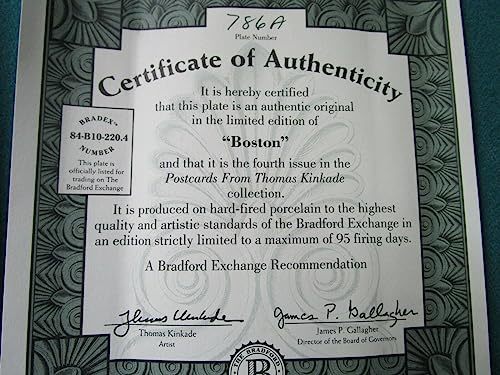 786A
Plate Number
Certificate of Authenticity
It is hereby certified
that this plate is an authentic original
in the limited edition of
"Boston"
and that it is the fourth issue in the
Postcards From Thomas Kinkade
collection.
BRADEX™
84-B10-220.4
NUMBER
This plate is
officially listed for
trading on The
Bradford Exchange
It is produced on hard-fired porcelain to the highest
quality and artistic standards of the Bradford Exchange in
an edition strictly limited to a maximum of 95 firing days.
A Bradford Exchange Recommendation
Thomas Kinkade
James P. Gallagher
Thomas Kinkade
Artist
James P. Gallagher
Director of the Board of Governors
THE BRADFORD
B